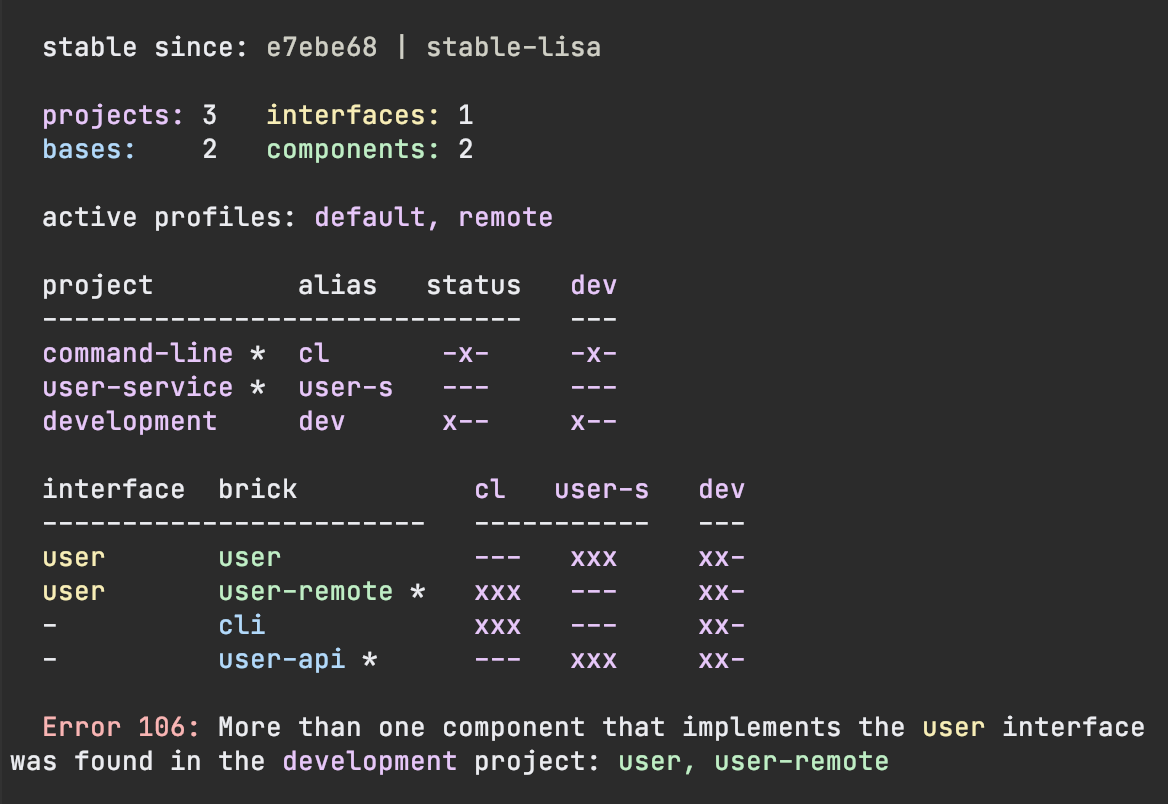 stable since: e7ebe68 | stable-lisa
projects: 3   interfaces: 1
bases:    2   components: 2
active profiles: default, remote
project         alias   status   dev
------------------------------   ---
command-line *  cl       -x-     -x-
user-service *  user-s   ---     ---
development     dev      x--     x--
interface  brick           cl   user-s   dev
------------------------   -----------   ---
user       user            ---   xxx     xx-
user       user-remote *   xxx   ---     xx-
-          cli             xxx   ---     xx-
-          user-api *      ---   xxx     xx-
Error 106: More than one component that implements the user interface
was found in the development project: user, user-remote